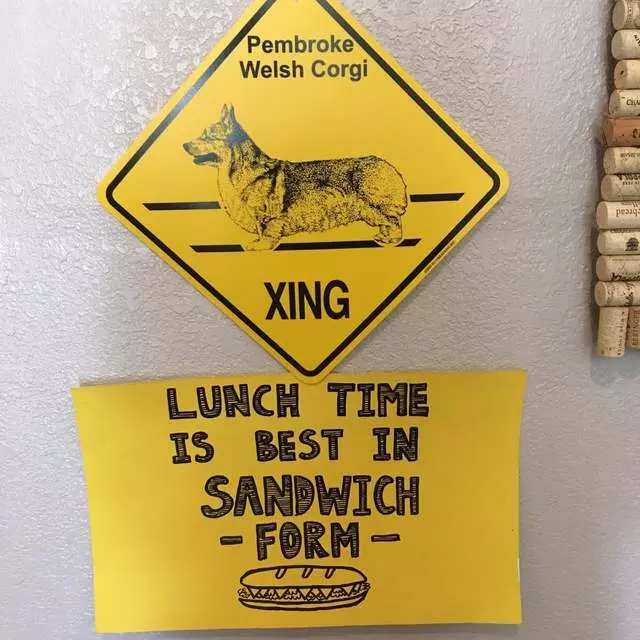 Pembroke
Welsh Corgi
XING
LUNCH TIME
IS BEST IN
SANDWICH
- FORM -